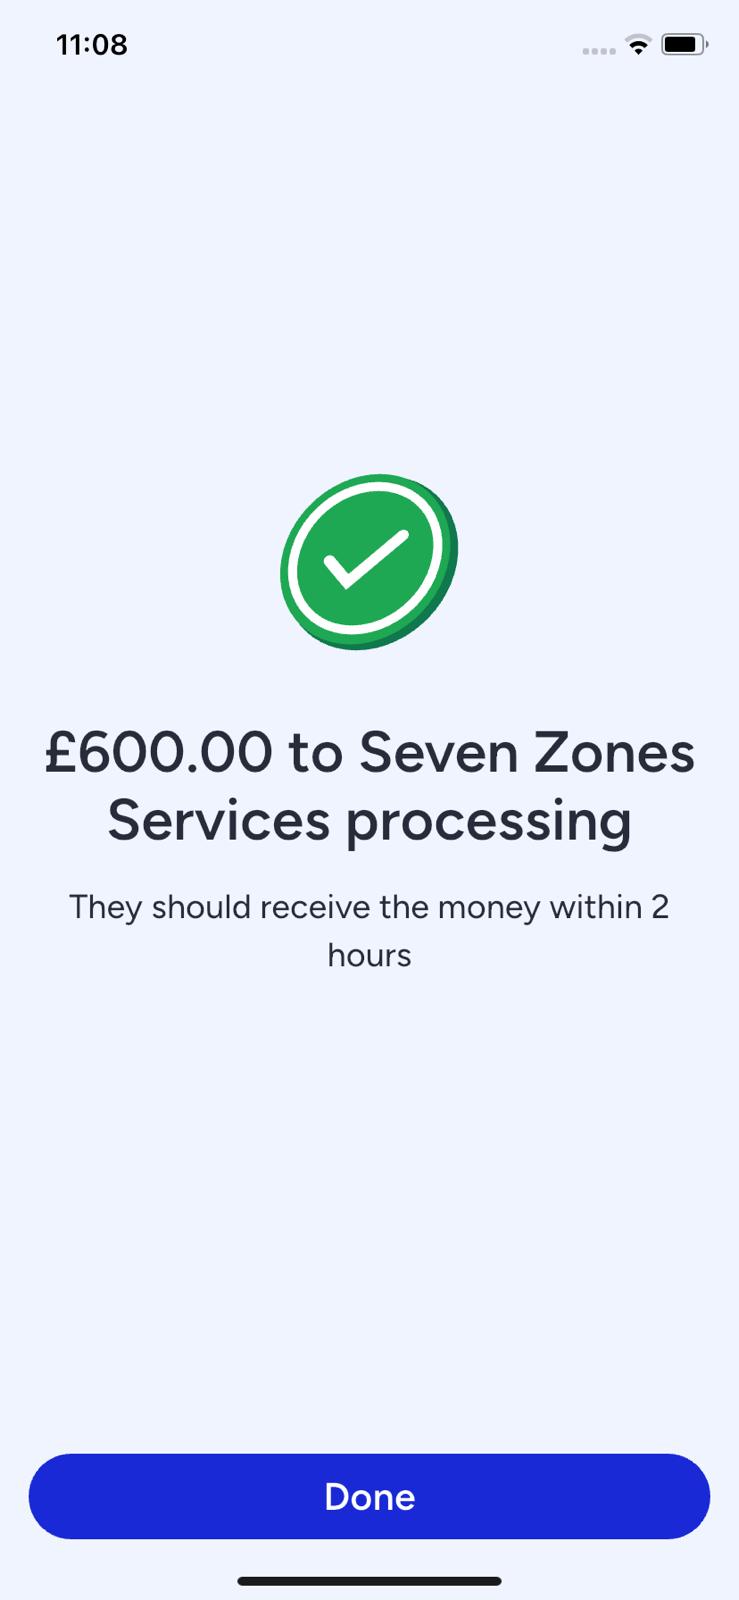 11:08
£600.00 to Seven Zones
Services processing
They should receive the money within 2
hours
Done